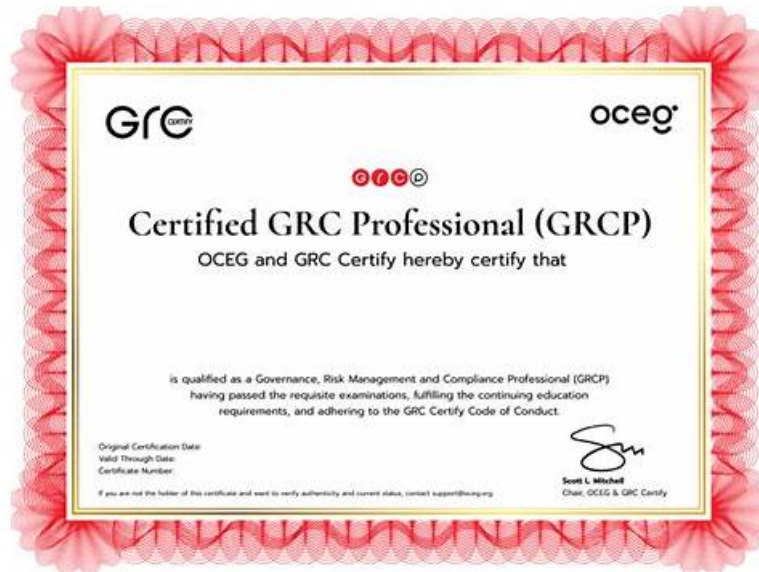 GRC CERTIFY
oceg
GRCP
Certified GRC Professional (GRCP)
OCEG and GRC Certify hereby certify that
is qualified as a Governance, Risk Management and Compliance Professional (GRCP)
having passed the requisite examinations, fulfilling the continuing education
requirements, and adhering to the GRC Certify Code of Conduct.
Original Certification Date:
Valid Through Date:
Certificate Number:
Scott L. Mitchell
Chair, OCEG & GRC Certify
If you are not the holder of this certificate and want to verify authenticity and current status, contact support@oceg.org